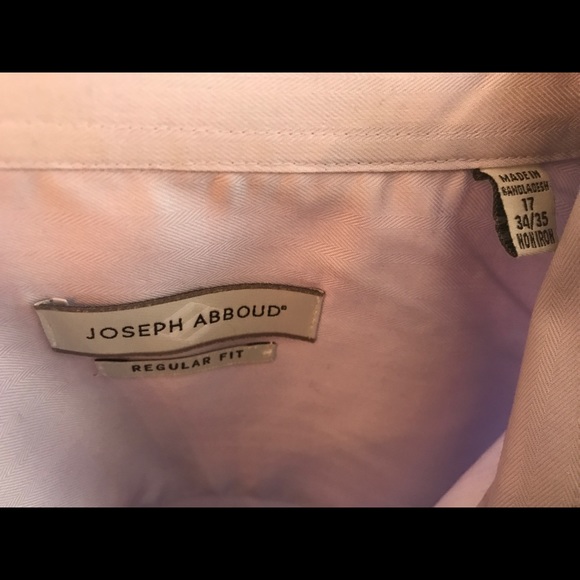 JOSEPH ABBOUD®
REGULAR FIT
MADE IN
BANGLADESH
17
34/35
NON IRON